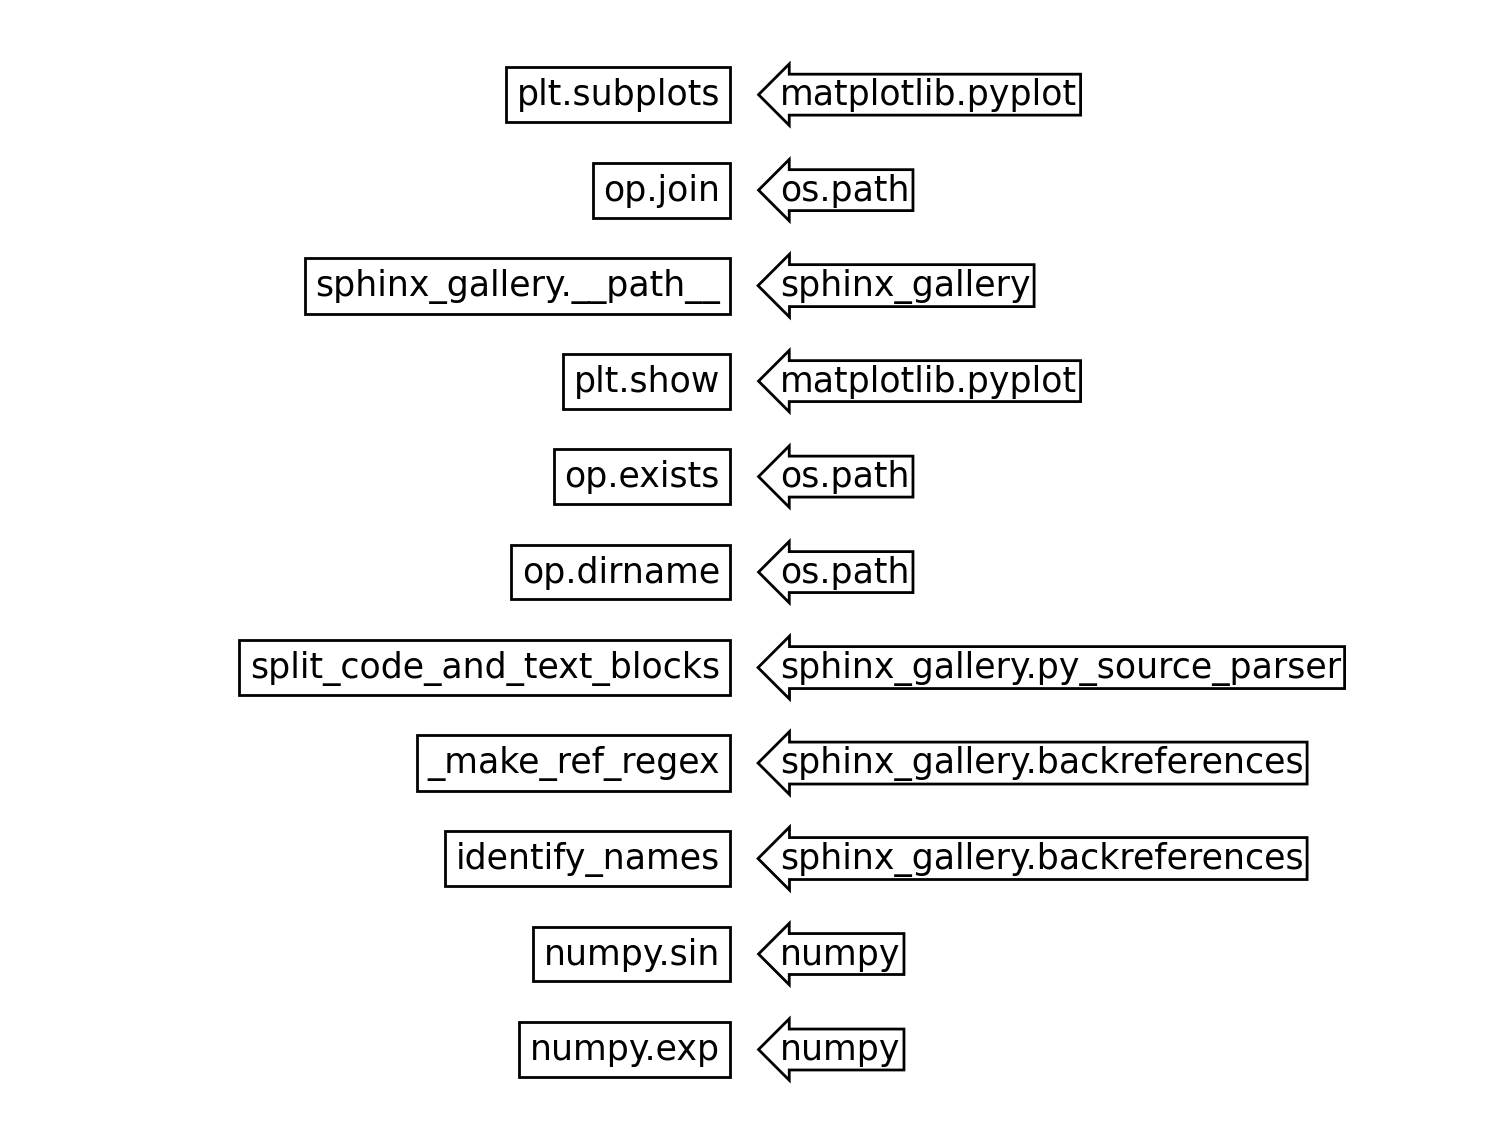 plt.subplots matplotlib.pyplot
op.join os.path
sphinx_gallery.__path__ sphinx_gallery
plt.show matplotlib.pyplot
op.exists os.path
op.dirname os.path
split_code_and_text_blocks sphinx_gallery.py_source_parser
_make_ref_regex sphinx_gallery.backreferences
identify_names sphinx_gallery.backreferences
numpy.sin numpy
numpy.exp numpy